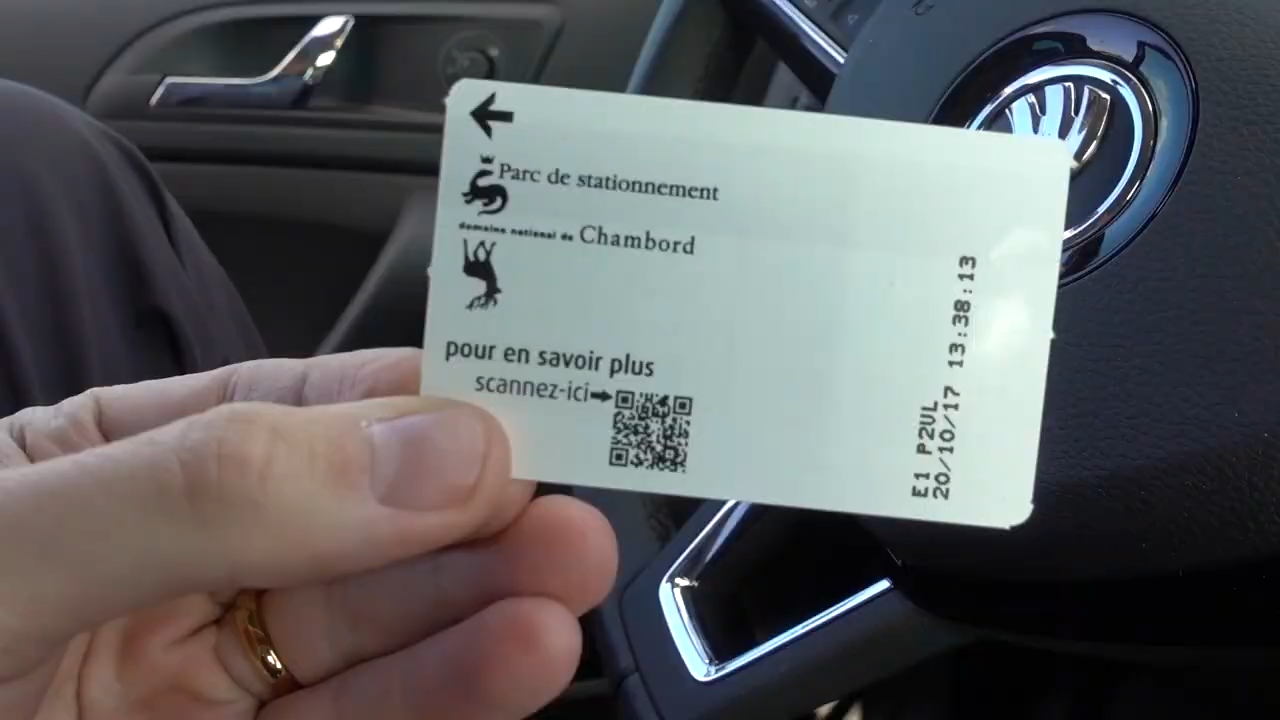 Parc de stationnement
domaine national de Chambord
pour en savoir plus
scannez-ici
E1 P2VL
20/10/17 13:38:13